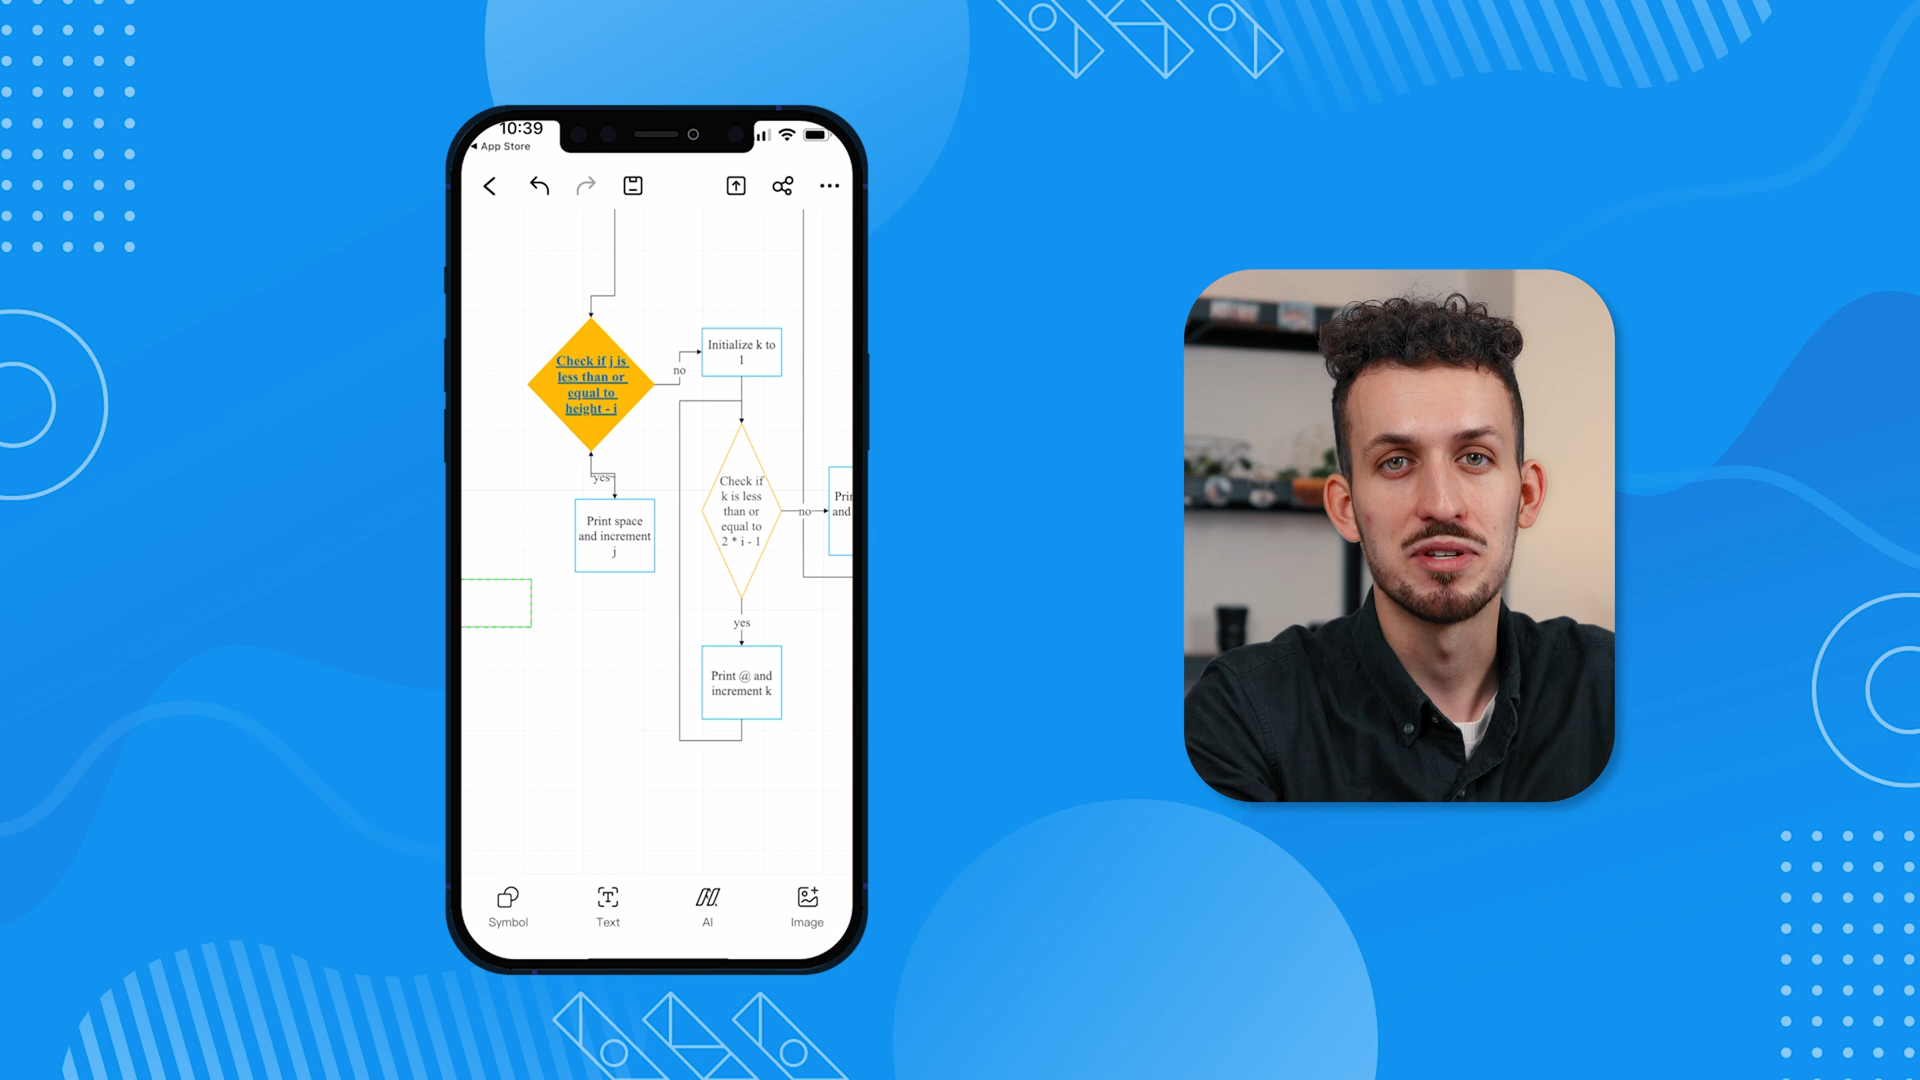 10:39
App Store
Check if j is
less than or
equal to
height - i
no
Initialize k to
1
yes
Print space
and increment
j
Check if
k is less
than or
equal to
2 * i - 1
no
and
yes
Print @ and
increment k
Symbol
Text
AI
Image